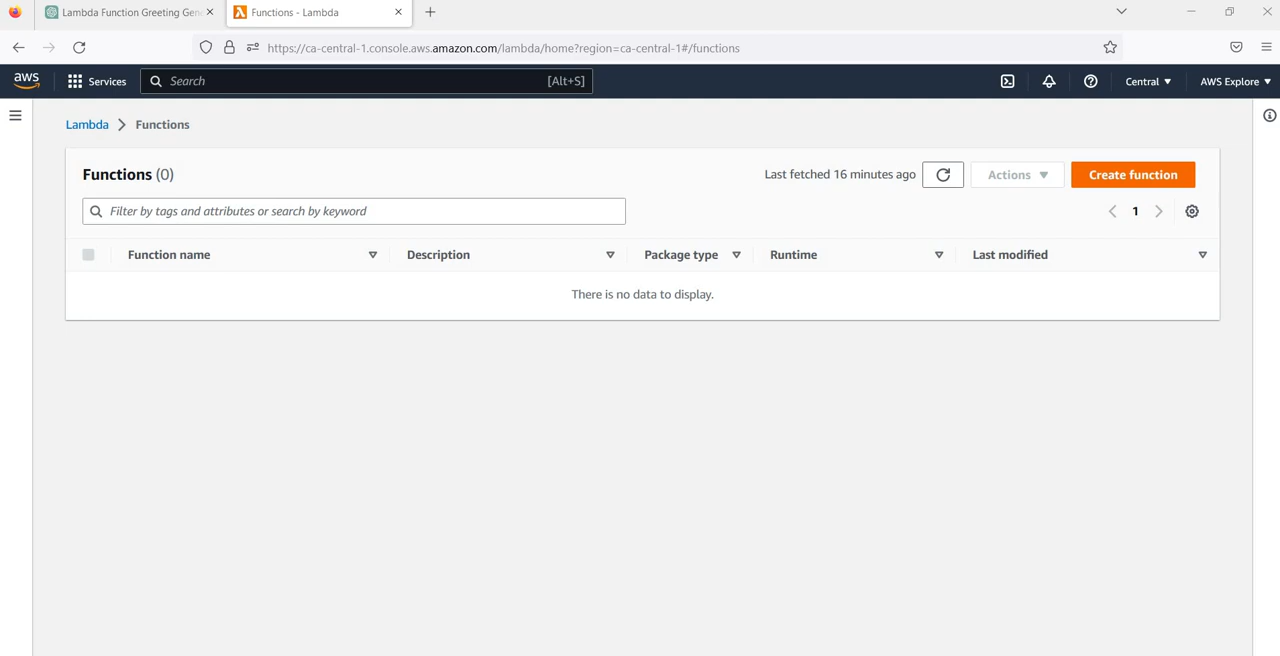 Lambda Function Greeting Gen
Functions - Lambda
https://ca-central-1.console.aws.amazon.com/lambda/home?region=ca-central-1#/functions
aws Services Search [Alt+S] Central AWS Explore
Lambda Functions
Functions (0) Last fetched 16 minutes ago Actions Create function
Filter by tags and attributes or search by keyword 1
Function name Description Package type Runtime Last modified
There is no data to display.